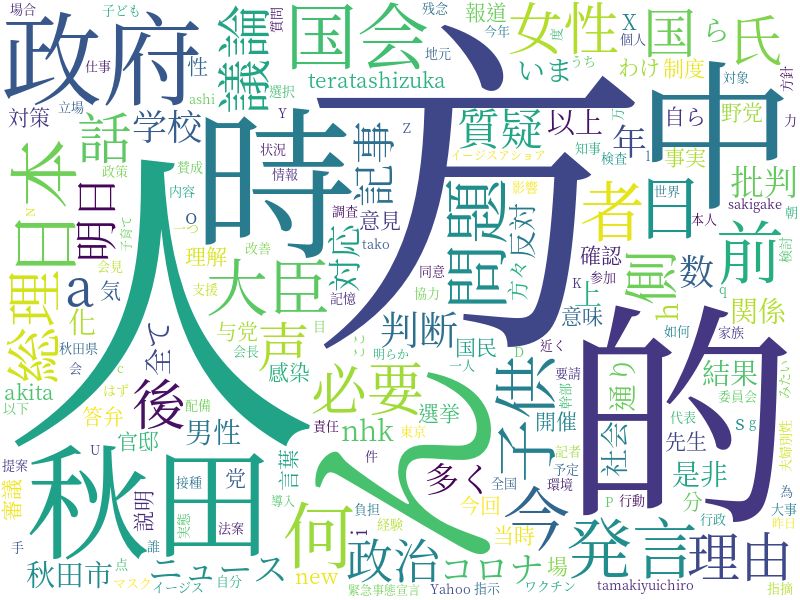 場合
子ども
政府
仕事
性
ashi
対策
立場
学校
政策
話
賛成
内容
N
子育て
一つ
会見
改善
支援
議論
質問
選択
国会
残念
度
今年
報道
地元
teratashizuka
Y
Z
状況
情報
記事
調査
意見
tako
理解
対応
記憶
時
方
人
ん
女性
うち
X
個人
国
ら
氏
いま
わけ
制度
対象
方針
万
自ら
野党
力
質疑
以上
年
中
イージスアショア
知事
検査
事実
1
影響
問題
者
日
世界
批判
本人
sakigake
朝
反対
方々
確認
側
数
前
検討
同意
協力
K
参加
上
h
q
関係
意味
如何
日本
明日
o
総理
a
気
化
全て
与党
大臣
声
会長
目
ここ
判断
明らか
国民
D
近く
家族
一人
秋田県
会
c
akita
はず
以下
答弁
配備
後
感染
必要
選挙
子供
要請
幹部
通り
的
結果
委員会
みたい
開催
代表
s
g
夫婦別姓
官邸
男性
責任
nhk
東京
記者
社会
先生
提案
U
党
言葉
件
多く
予定
是非
秋田
接種
全国
環境
審議
説明
実態
法案
導入
負担
今回
今
P
行動
分
行政
為
大事
昨日
手
誰
何
i
経験
当時
発言
理由
秋田市
点
ニュース
政治
コロナ
場
マスク
イージス
自分
new
緊急事態宣言
Yahoo
指示
ワクチン
tamakiyuichiro
指摘